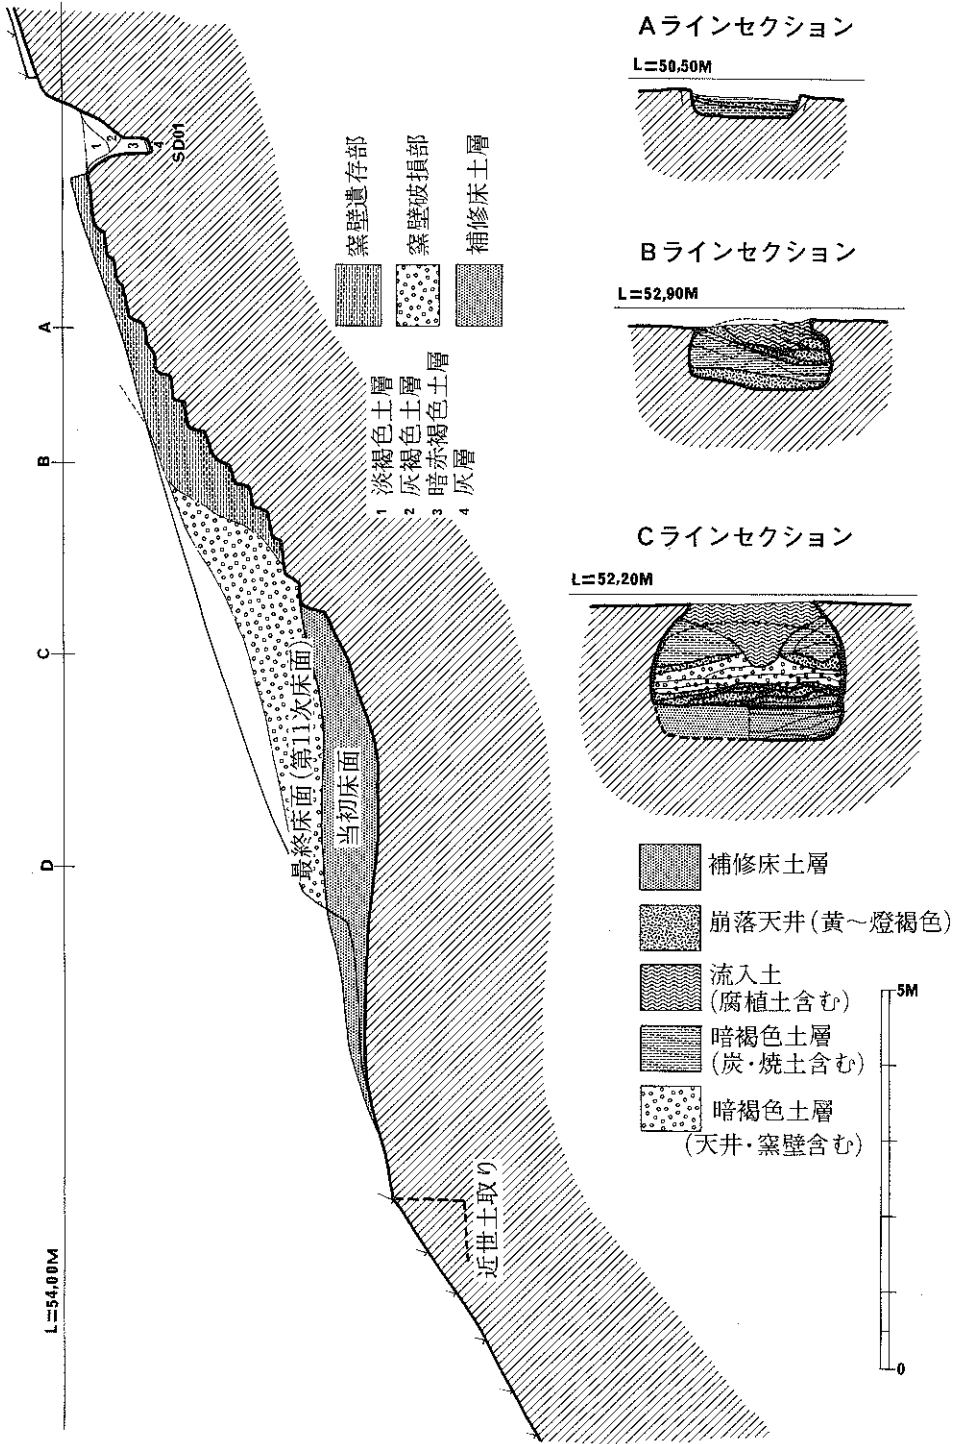 L=54,00M
A
B
C
D
1
2
3
4
SD01
窯壁遺存部
窯壁破損部
補修床土層
1 淡褐色土層
2 灰褐色土層
3 暗赤褐色土層
4 灰層
最終床面(第11次床面)
当初床面
近世土取り
Aラインセクション
L=50,50M
Bラインセクション
L=52,90M
Cラインセクション
L=52,20M
補修床土層
崩落天井(黄〜燈褐色)
流入土
(腐植土含む)
暗褐色土層
(炭・焼土含む)
暗褐色土層
(天井・窯壁含む)
5M
0